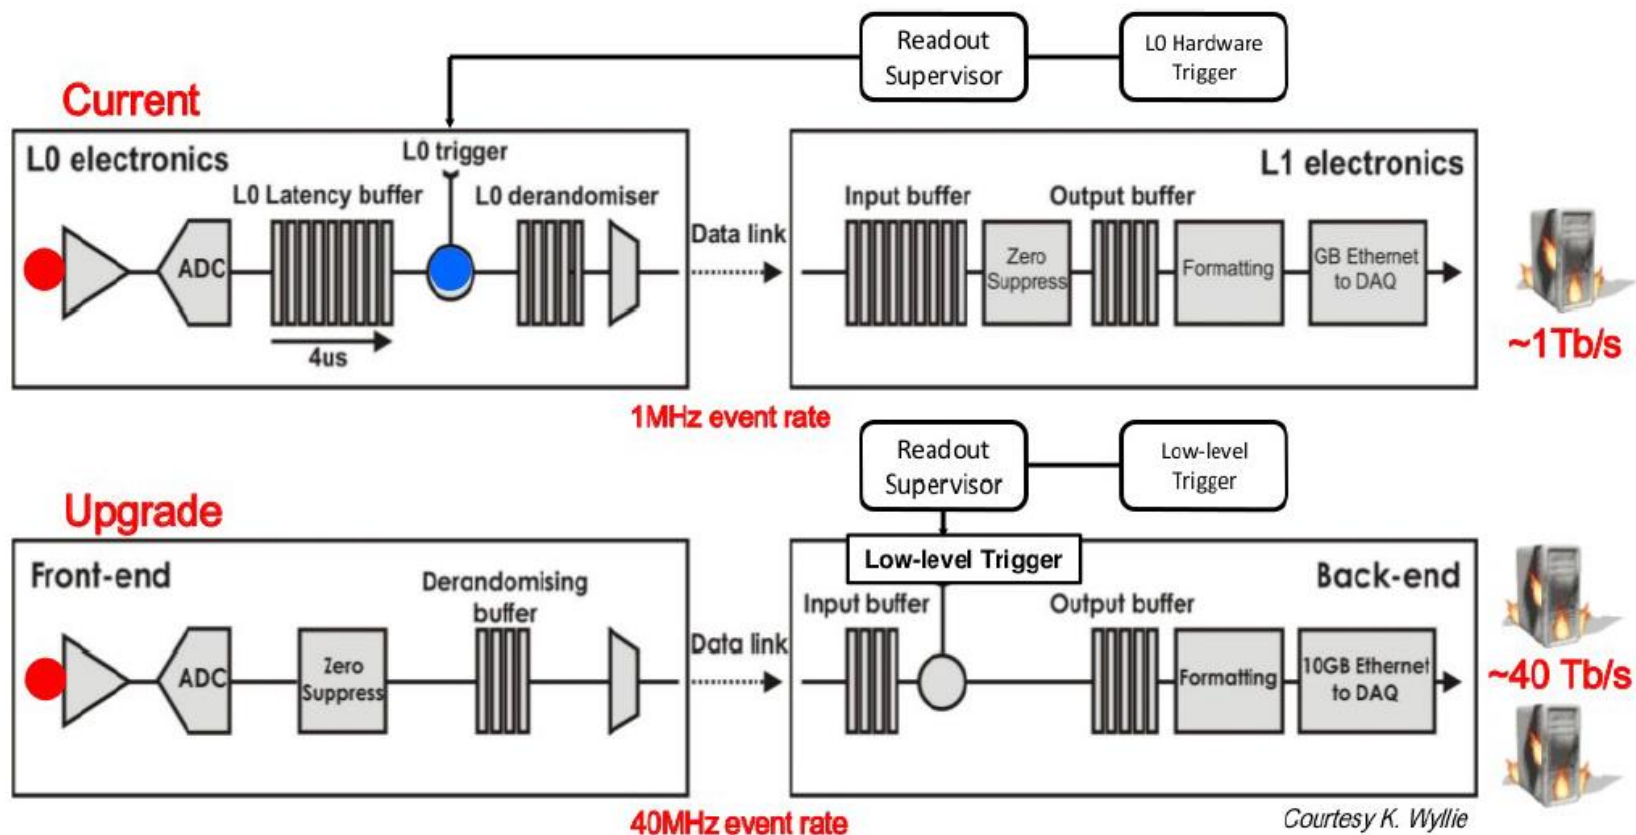 Readout
Supervisor
L0 Hardware
Trigger
Current
L0 electronics
L0 trigger
L0 Latency buffer
L0 derandomiser
ADC
4us
Data link
L1 electronics
Input buffer
Output buffer
Zero
Suppress
Formatting
GB Ethernet
to DAQ
~1Tb/s
1MHz event rate
Readout
Supervisor
Low-level
Trigger
Upgrade
Front-end
Derandomising
buffer
ADC
Zero
Suppress
Data link
Low-level Trigger
Back-end
Input buffer
Output buffer
Formatting
10GB Ethernet
to DAQ
~40 Tb/s
40MHz event rate
Courtesy K. Wyllie